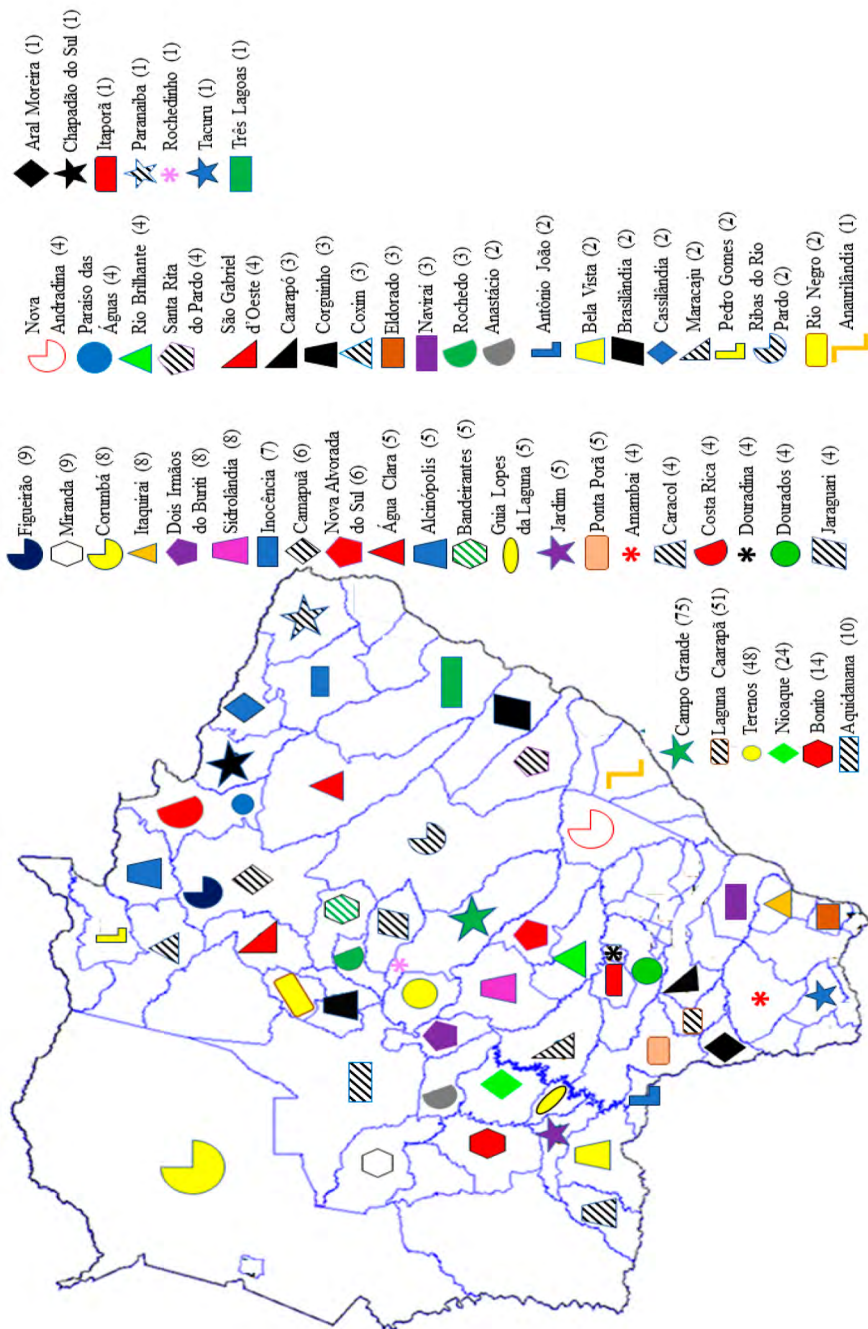 Campo Grande (75)
Laguna Caarapã (51)
Terenos (48)
Nioaque (24)
Bonito (14)
Aquidauana (10)
Figueirão (9)
Miranda (9)
Corumbá (8)
Itaquirai (8)
Dois Irmãos
do Buriti (8)
Sidrolândia (8)
Inocência (7)
Camapuã (6)
Nova Alvorada
do Sul (6)
Água Clara (5)
Alcinópolis (5)
Bandeirantes (5)
Guia Lopes
da Laguna (5)
Jardim (5)
Ponta Porã (5)
Amambai (4)
Caracol (4)
Costa Rica (4)
Douradina (4)
Dourados (4)
Jaraguari (4)
Nova
Andradina (4)
Paraíso das
Águas (4)
Rio Brilhante (4)
Santa Rita
do Pardo (4)
São Gabriel
d'Oeste (4)
Caarapó (3)
Corguinho (3)
Coxim (3)
Eldorado (3)
Naviraí (3)
Rochedo (3)
Anastácio (2)
Antônio João (2)
Bela Vista (2)
Brasilândia (2)
Cassilândia (2)
Maracaju (2)
Pedro Gomes (2)
Ribas do Rio
Pardo (2)
Rio Negro (2)
Anaurilândia (1)
Aral Moreira (1)
Chapadão do Sul (1)
Itaporã (1)
Paranaiba (1)
Rochedinho (1)
Tacuru (1)
Três Lagoas (1)